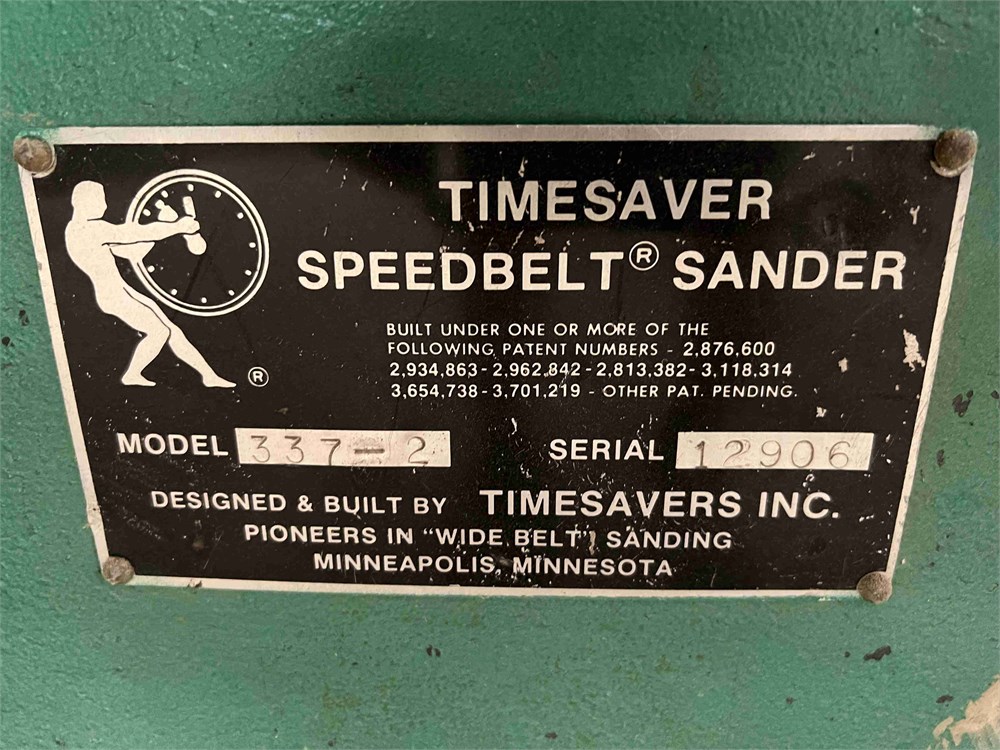 TIMESAVER
SPEEDBELT® SANDER
BUILT UNDER ONE OR MORE OF THE
FOLLOWING PATENT NUMBERS - 2,876,600
2,934,863 - 2,962,842 - 2,813,382 - 3,118,314
3,654,738 - 3,701,219 - OTHER PAT. PENDING.
®
MODEL 337-2 SERIAL 12906
DESIGNED & BUILT BY TIMESAVERS INC.
PIONEERS IN "WIDE BELT" SANDING
MINNEAPOLIS, MINNESOTA